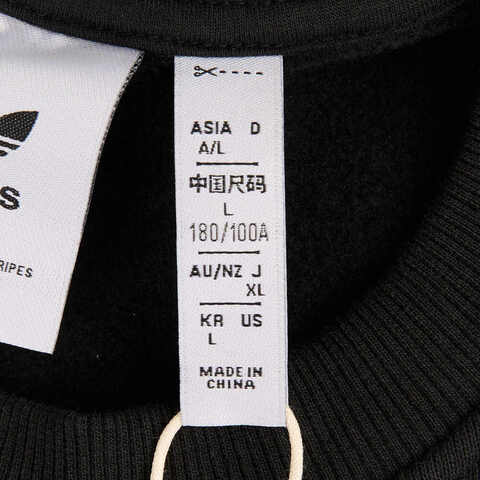 ASIA D
A/L
中国尺码
L
180/100A
AU/NZ J
XL
KR US
L
MADE IN
CHINA
S
RIPES